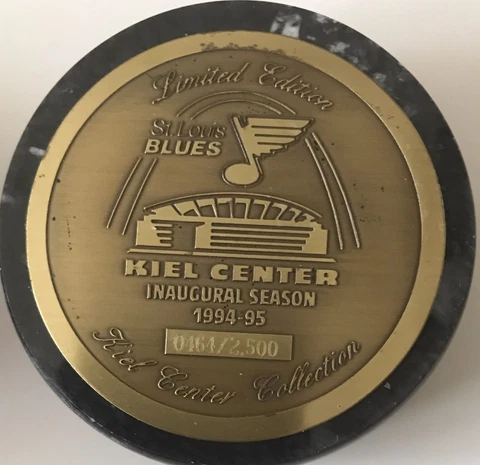 Limited Edition
St. Louis
BLUES
KIEL CENTER
INAUGURAL SEASON
1994-95
0464/2,500
Kiel Center Collection